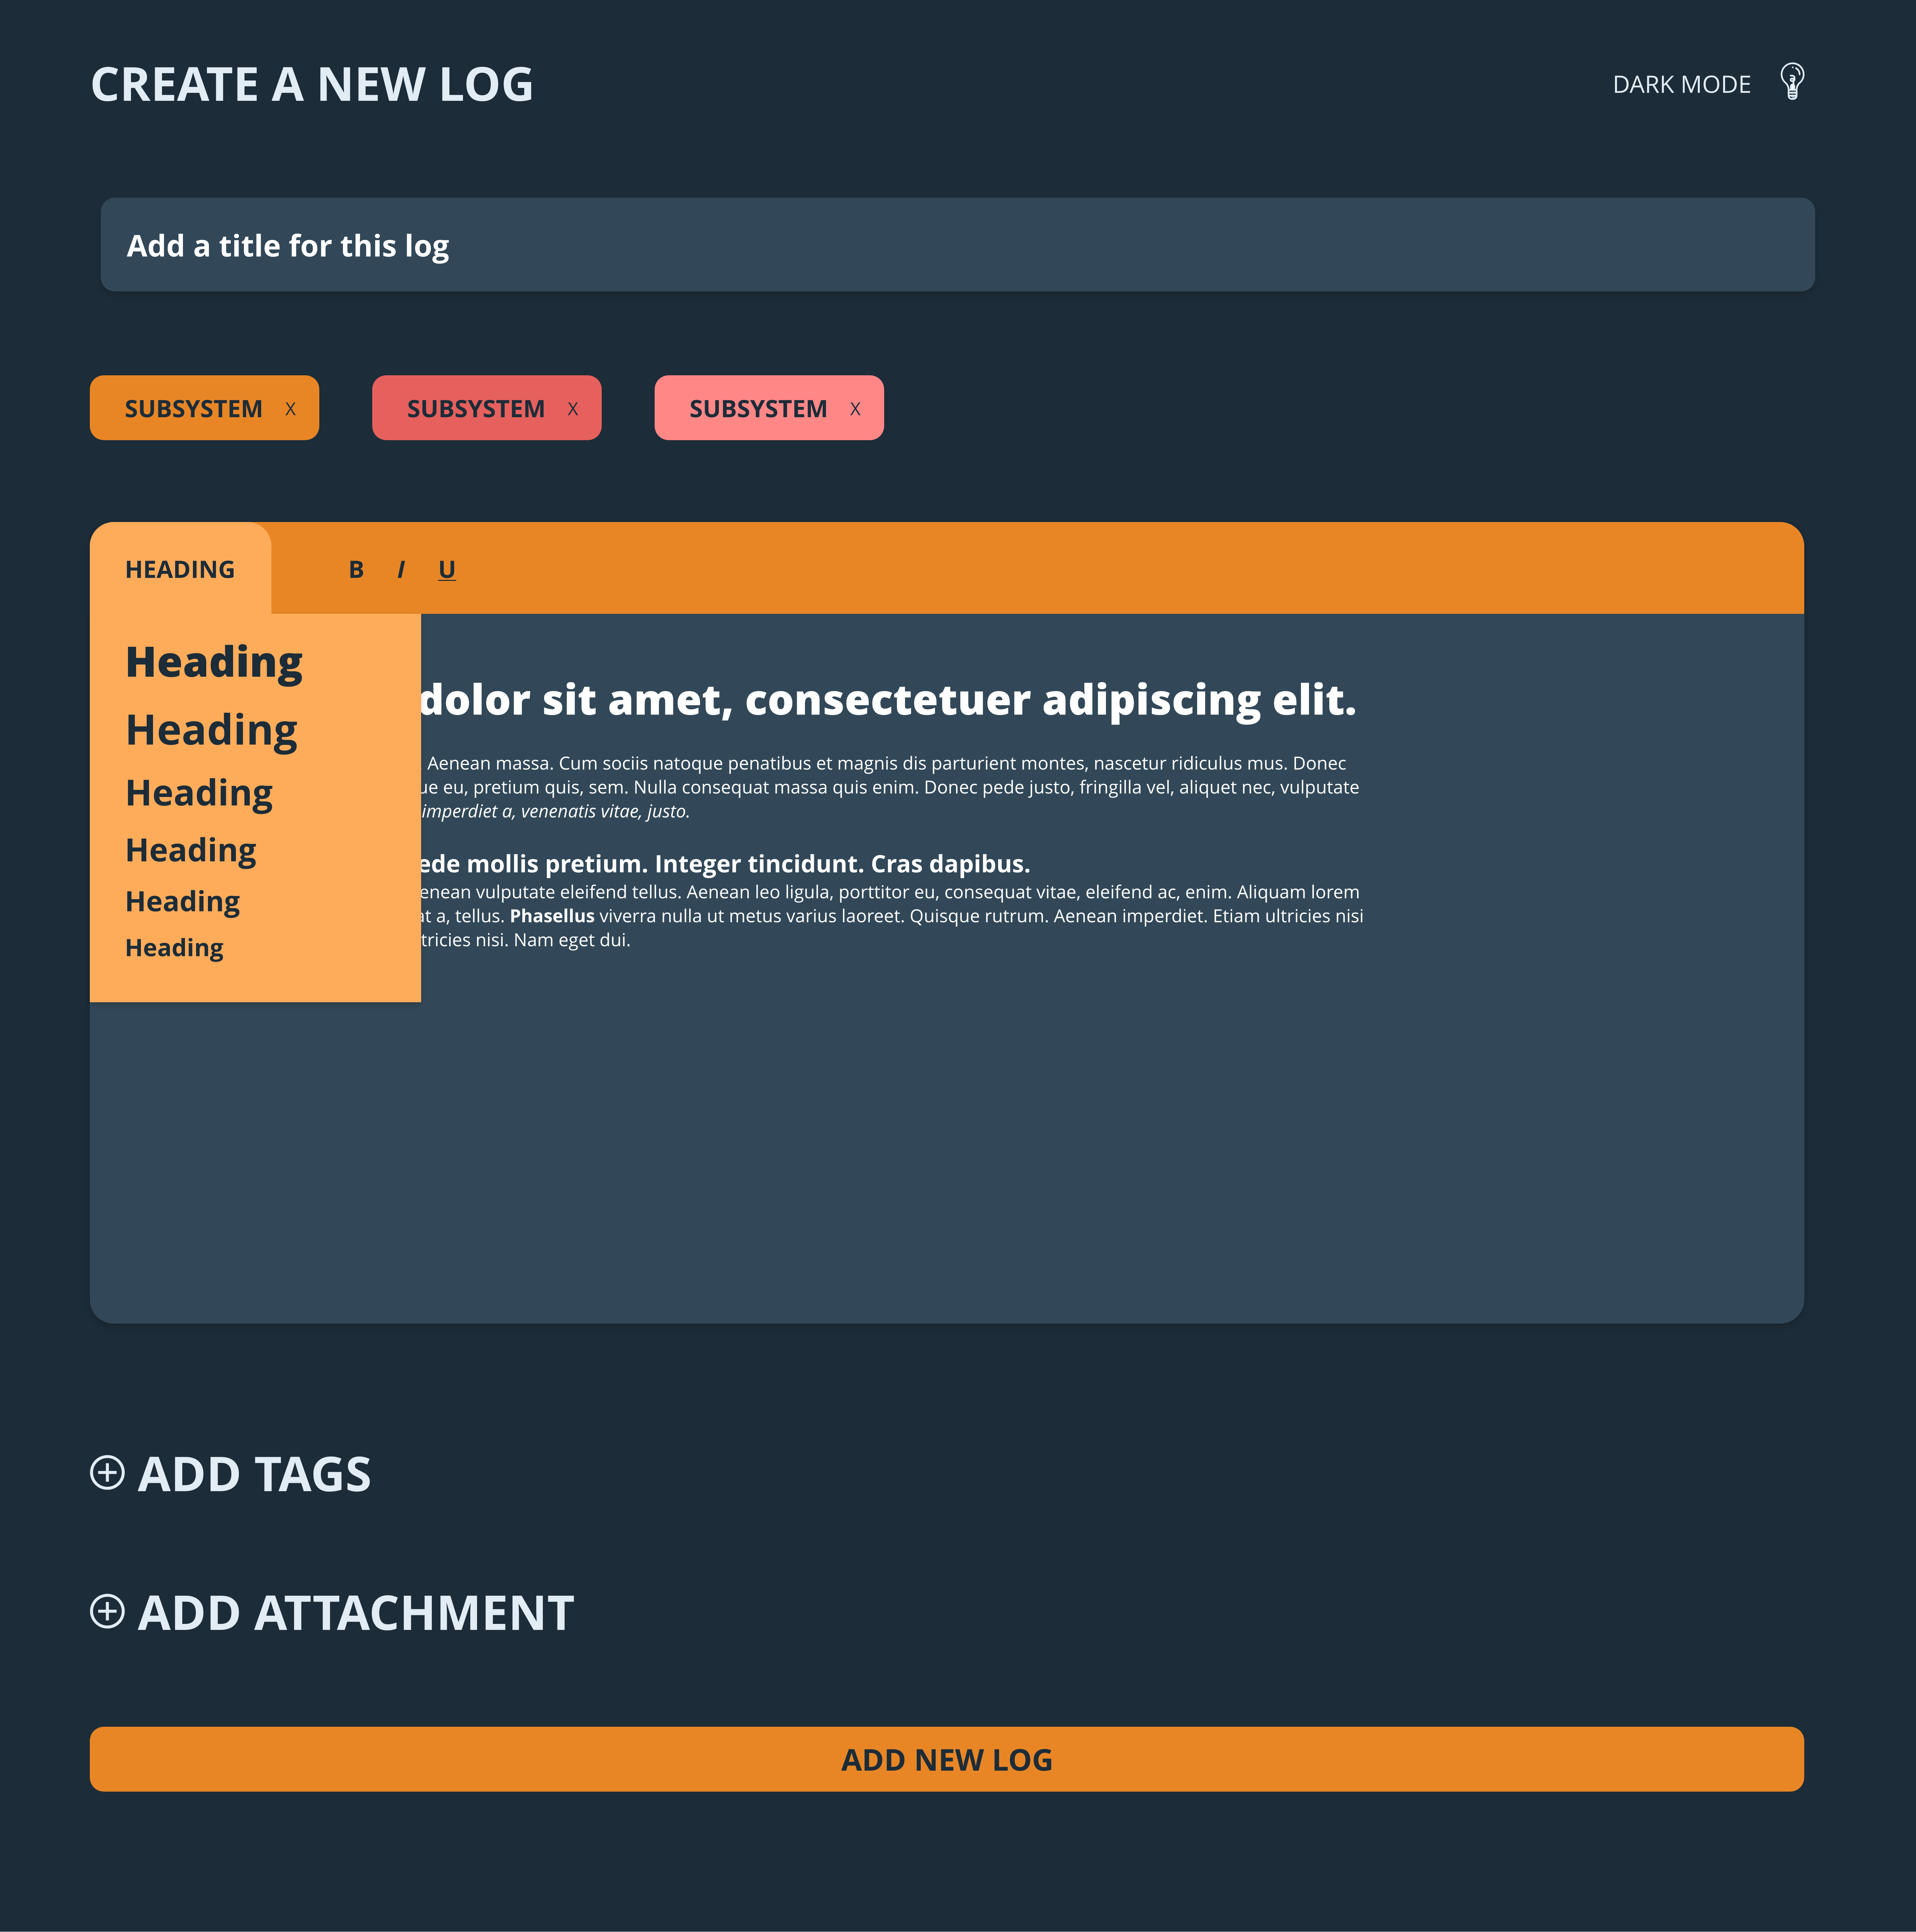 CREATE A NEW LOG
DARK MODE
Add a title for this log
SUBSYSTEM X
SUBSYSTEM X
SUBSYSTEM X
HEADING
B I U
Heading
Heading
Heading
Heading
Heading
Heading
dolor sit amet, consectetuer adipiscing elit.
Aenean massa. Cum sociis natoque penatibus et magnis dis parturient montes, nascetur ridiculus mus. Donec
ue eu, pretium quis, sem. Nulla consequat massa quis enim. Donec pede justo, fringilla vel, aliquet nec, vulputate
imperdiet a, venenatis vitae, justo.
ede mollis pretium. Integer tincidunt. Cras dapibus.
enean vulputate eleifend tellus. Aenean leo ligula, porttitor eu, consequat vitae, eleifend ac, enim. Aliquam lorem
at a, tellus. Phasellus viverra nulla ut metus varius laoreet. Quisque rutrum. Aenean imperdiet. Etiam ultricies nisi
tricies nisi. Nam eget dui.
ADD TAGS
ADD ATTACHMENT
ADD NEW LOG